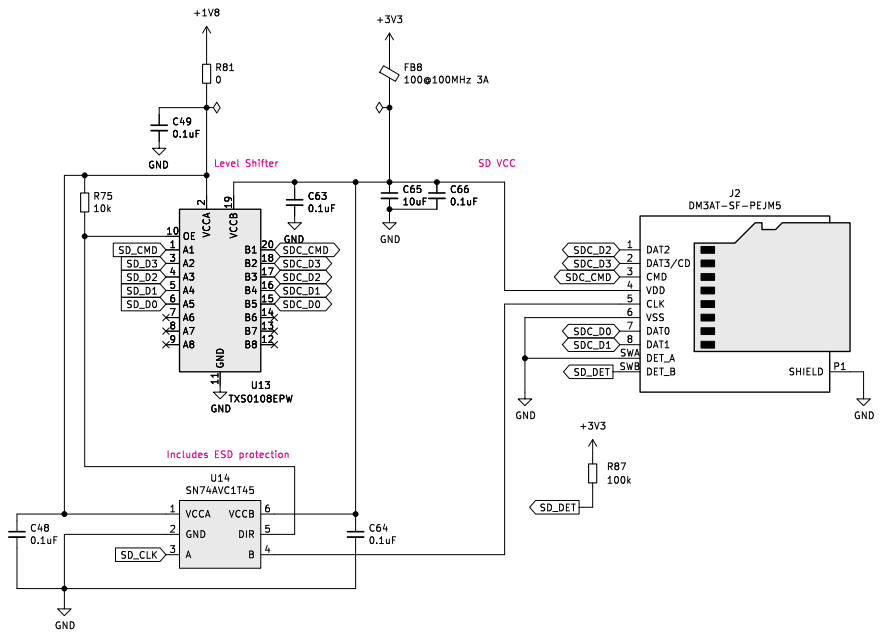 +1V8
+3V3
R81
0
FB8
100@100MHz 3A
C49
0.1uF
GND
Level Shifter
SD VCC
R75
10k
2
19
VCCA
VCCB
C63
0.1uF
GND
C65
10uF
C66
0.1uF
GND
J2
DM3AT-SF-PEJM5
10 OE
SD_CMD 1 A1 B1 20 SDC_CMD
SD_D3 3 A2 B2 18 SDC_D3
SD_D2 4 A3 B3 17 SDC_D2
SD_D1 5 A4 B4 16 SDC_D1
SD_D0 6 A5 B5 15 SDC_D0
7 A6 B6 14
8 A7 B7 13
9 A8 B8 12
GND
11
GND
U13
TXS0108EPW
SDC_D2 1 DAT2
SDC_D3 2 DAT3/CD
SDC_CMD 3 CMD
4 VDD
5 CLK
6 VSS
SDC_D0 7 DAT0
SDC_D1 8 DAT1
SWA DET_A
SD_DET SWB DET_B
SHIELD P1
GND
GND
+3V3
R87
100k
SD_DET
Includes ESD protection
U14
SN74AVC1T45
1 VCCA VCCB 6
2 GND DIR 5
SD_CLK 3 A B 4
C48
0.1uF
C64
0.1uF
GND